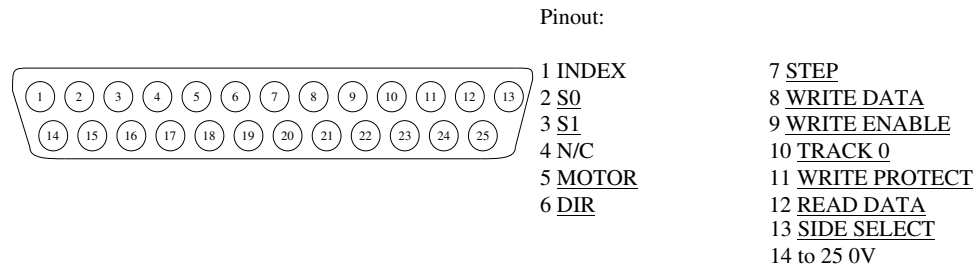 Pinout:
1 INDEX
2 S0
3 S1
4 N/C
5 MOTOR
6 DIR
7 STEP
8 WRITE DATA
9 WRITE ENABLE
10 TRACK 0
11 WRITE PROTECT
12 READ DATA
13 SIDE SELECT
14 to 25 0V
1 2 3 4 5 6 7 8 9 10 11 12 13
14 15 16 17 18 19 20 21 22 23 24 25